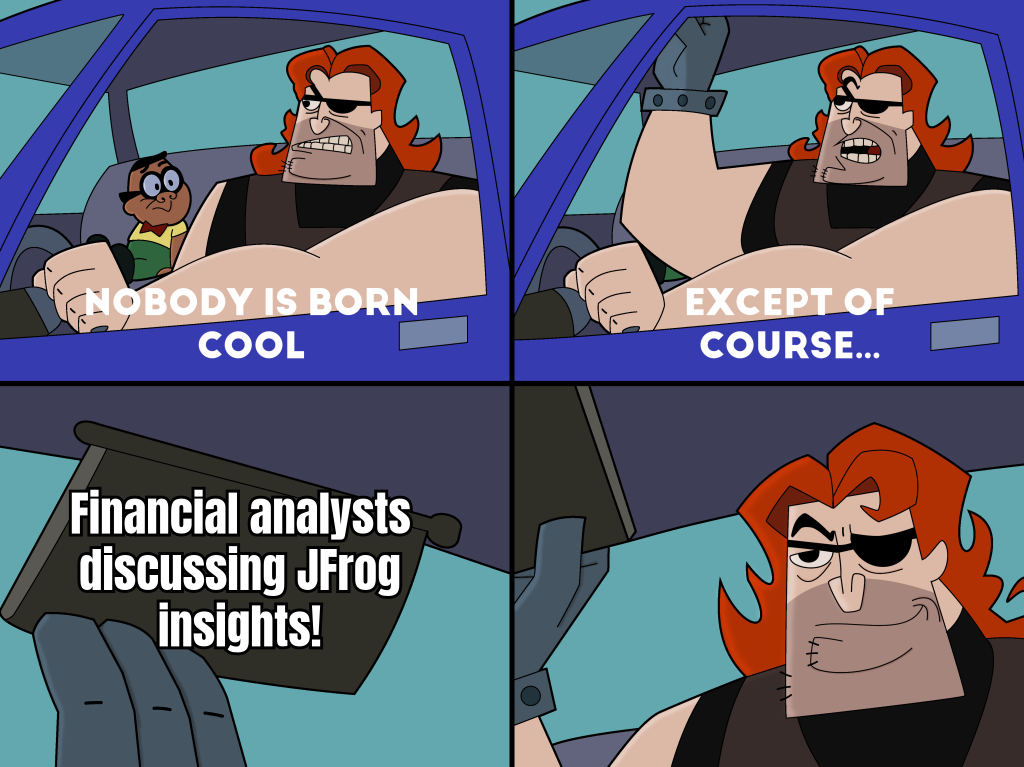 NOBODY IS BORN
COOL
EXCEPT OF
COURSE...
Financial analysts
discussing JFrog
insights!